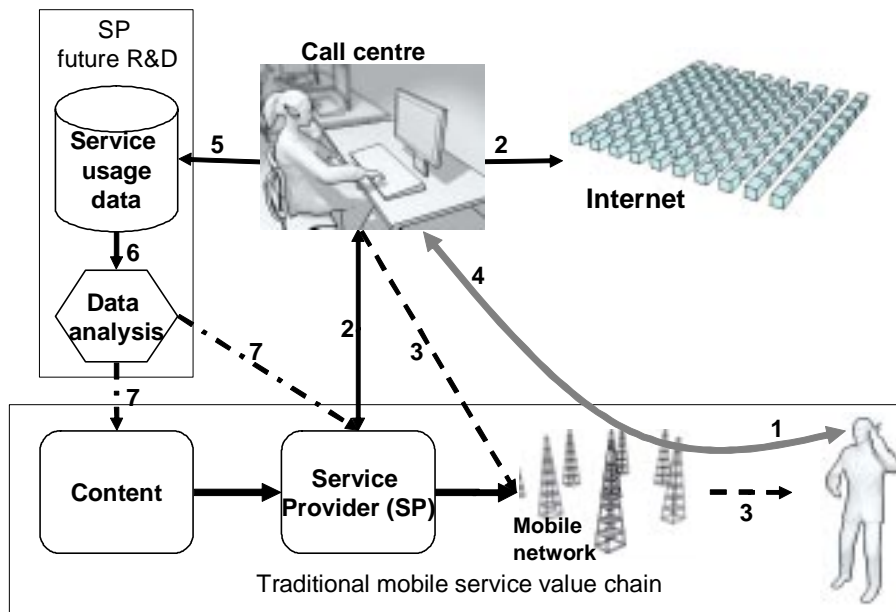 SP
future R&D
Call centre
Service
usage
data
5
2
Internet
6
4
Data
analysis
7
2
3
7
1
Content
Service
Provider (SP)
Mobile
network
3
Traditional mobile service value chain